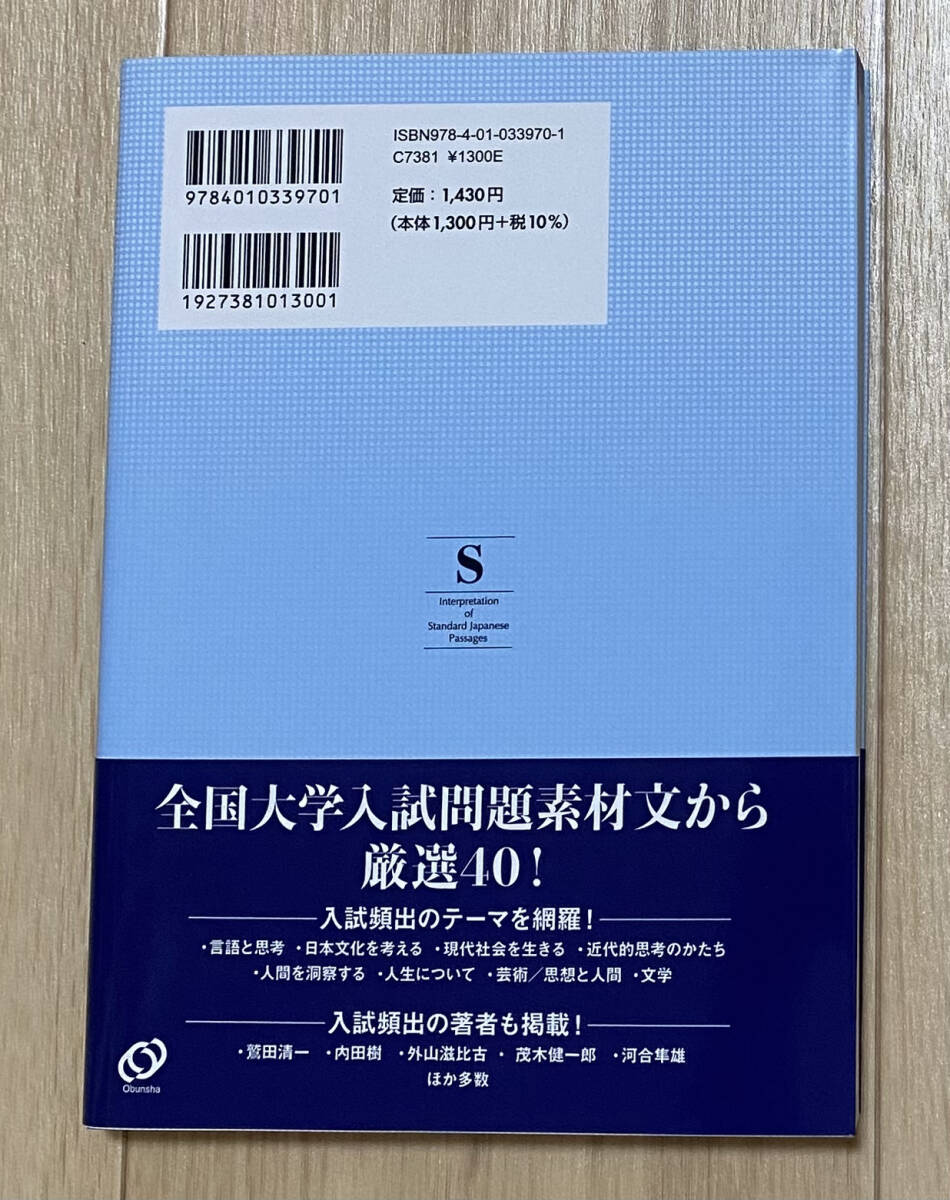 ISBN978-4-01-033970-1
C7381 ¥1300E
9784010339701
定価：1,430円
（本体1,300円＋税10％）
1927381013001
S
Interpretation
of
Standard Japanese
Passages
全国大学入試問題素材文から
厳選40！
入試頻出のテーマを網羅！
・言語と思考 ・日本文化を考える ・現代社会を生きる ・近代的思考のかたち
・人間を洞察する ・人生について ・芸術／思想と人間 ・文学
入試頻出の著者も掲載！
・鷲田清一 ・内田樹 ・外山滋比古 ・ 茂木健一郎 ・河合隼雄
ほか多数
Obunsha